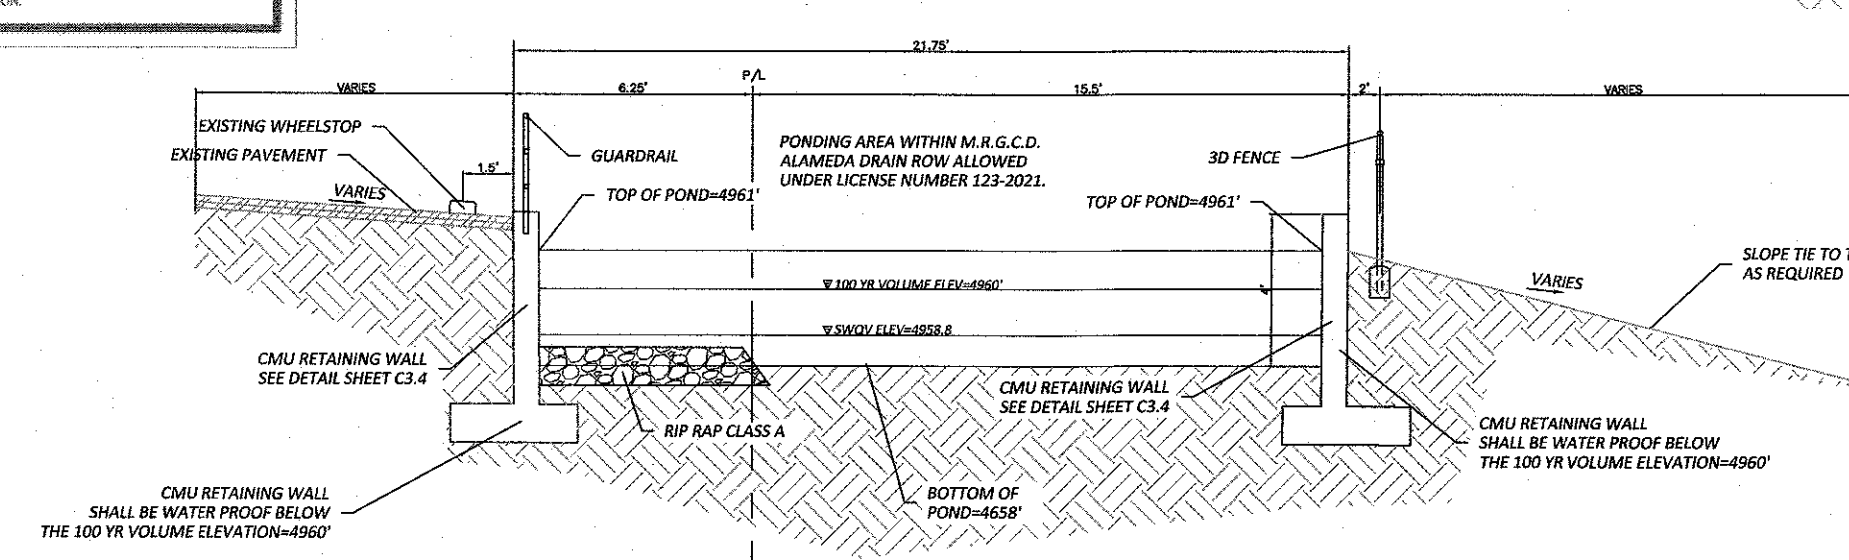 21.75'
P/L
VARIES
6.25'
15.5'
2'
VARIES
EXISTING WHEELSTOP
EXISTING PAVEMENT
1.5'
VARIES
GUARDRAIL
TOP OF POND=4961'
PONDING AREA WITHIN M.R.G.C.D.
ALAMEDA DRAIN ROW ALLOWED
UNDER LICENSE NUMBER 123-2021.
3D FENCE
TOP OF POND=4961'
SLOPE TIE TO
AS REQUIRED
VARIES
100 YR VOLUME ELEV=4960'
SWQV ELEV=4958.8
CMU RETAINING WALL
SEE DETAIL SHEET C3.4
RIP RAP CLASS A
CMU RETAINING WALL
SEE DETAIL SHEET C3.4
CMU RETAINING WALL
SHALL BE WATER PROOF BELOW
THE 100 YR VOLUME ELEVATION=4960'
CMU RETAINING WALL
SHALL BE WATER PROOF BELOW
THE 100 YR VOLUME ELEVATION=4960'
BOTTOM OF
POND=4658'